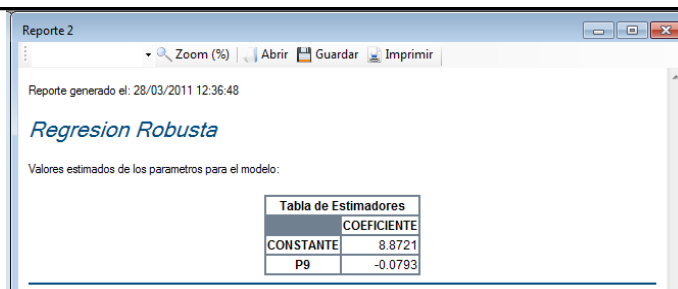 Reporte 2
Zoom (%) Abrir Guardar Imprimir
Reporte generado el: 28/03/2011 12:36:48
Regresion Robusta
Valores estimados de los parametros para el modelo:
Tabla de Estimadores
COEFICIENTE
CONSTANTE 8.8721
P9 -0.0793